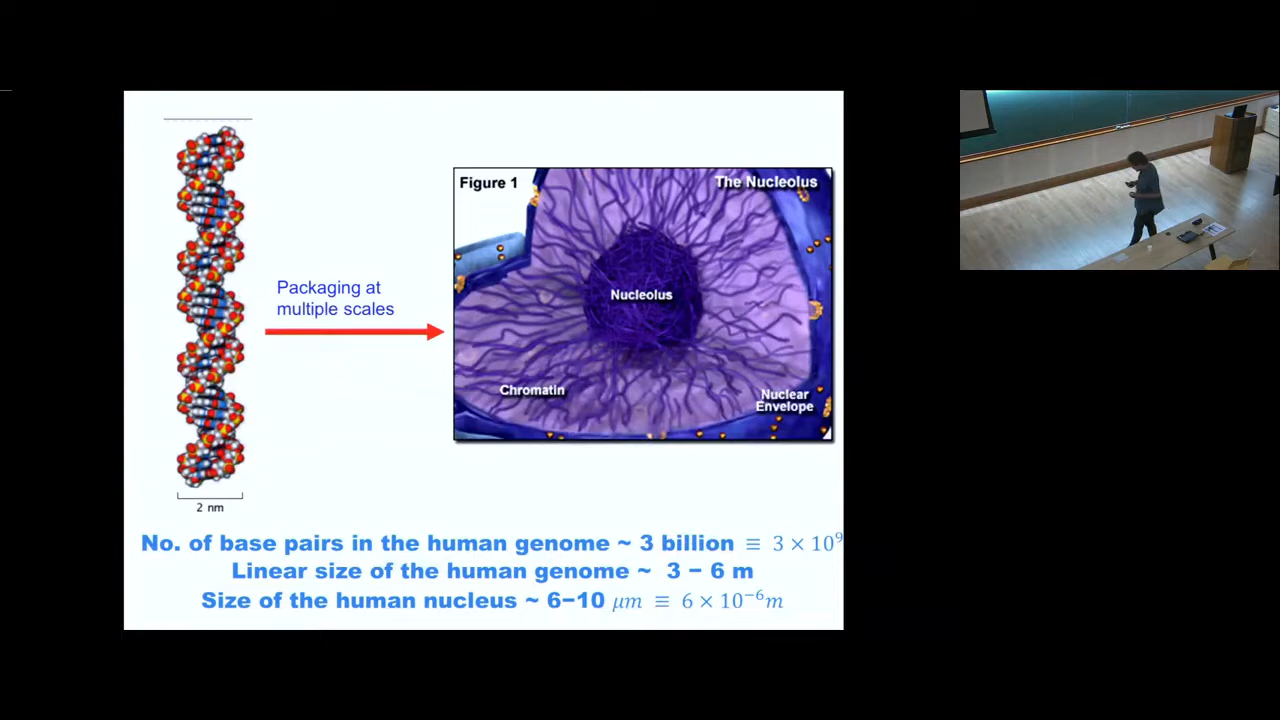 Figure 1
The Nucleolus
Packaging at
multiple scales
Nucleolus
Chromatin
Nuclear
Envelope
2 nm
No. of base pairs in the human genome ~ 3 billion ≡ 3 × 10⁹
Linear size of the human genome ~ 3 − 6 m
Size of the human nucleus ~ 6−10 μm ≡ 6 × 10⁻⁶m